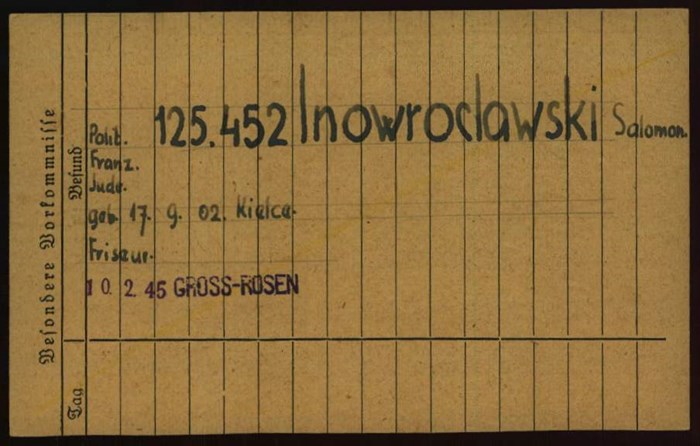 125.452 Inowrocławski Salomon.
Polit.
Franz.
Jude.
geb. 17. 9. 02. Kielce.
Friseur.
10. 2. 45 GROSS-ROSEN
Besondere Vorkommnisse
Befund
Tag